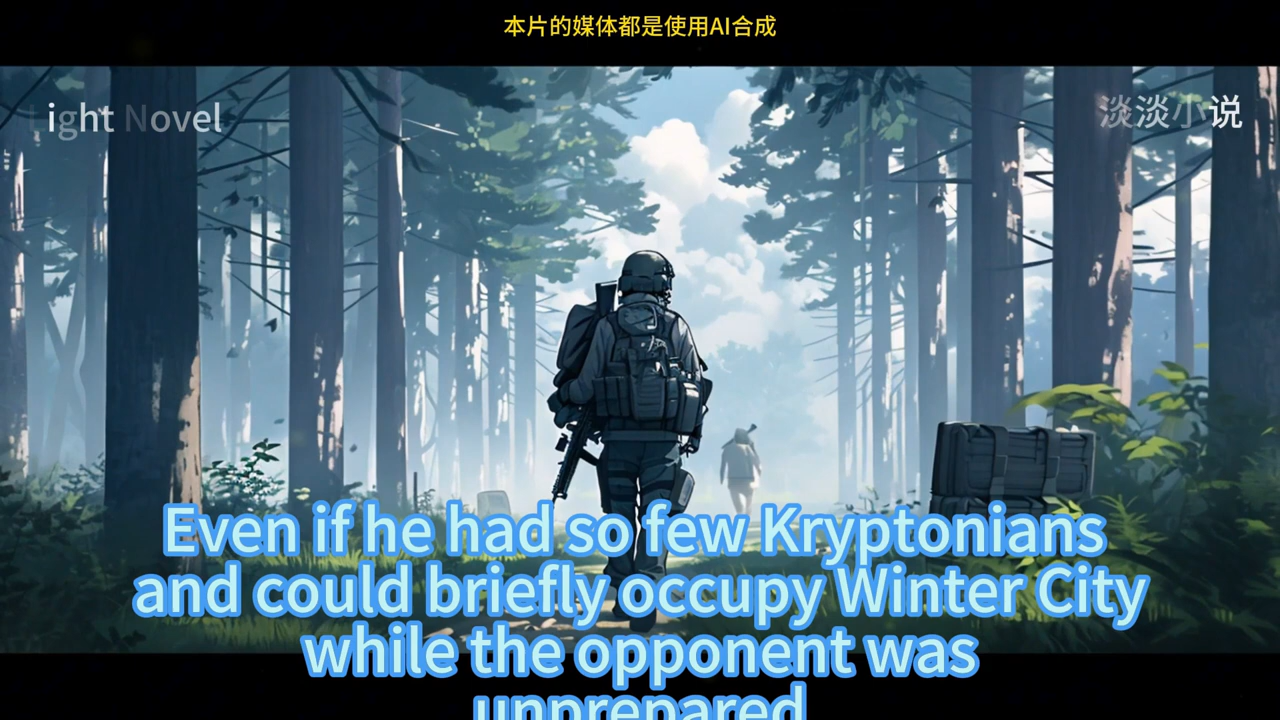 本片的媒体都是使用AI合成
ight Novel
淡淡小说
Even if he had so few Kryptonians
and could briefly occupy Winter City
while the opponent was
unprepared